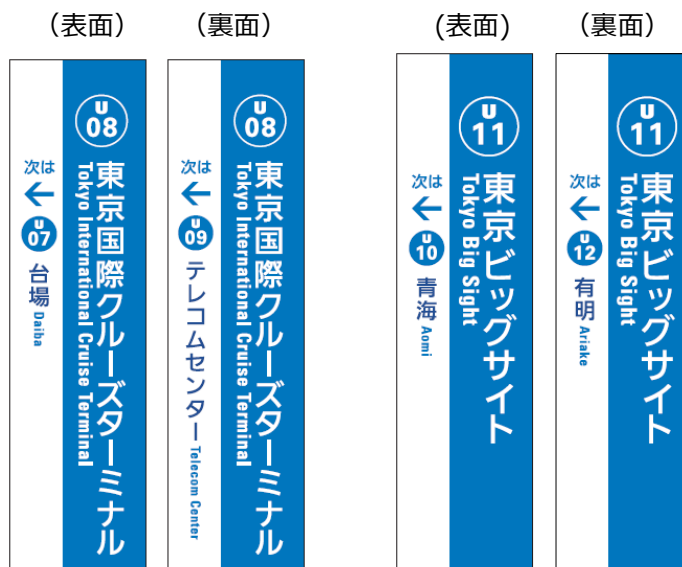 （表面）
（裏面）
(表面)
（裏面）
U
08
東京国際クルーズターミナル
Tokyo International Cruise Terminal
次は
←
U
07
台場 Daiba
U
08
東京国際クルーズターミナル
Tokyo International Cruise Terminal
次は
←
U
09
テレコムセンター Telecom Center
U
11
東京ビッグサイト
Tokyo Big Sight
次は
←
U
10
青海 Aomi
U
11
東京ビッグサイト
Tokyo Big Sight
次は
←
U
12
有明 Ariake